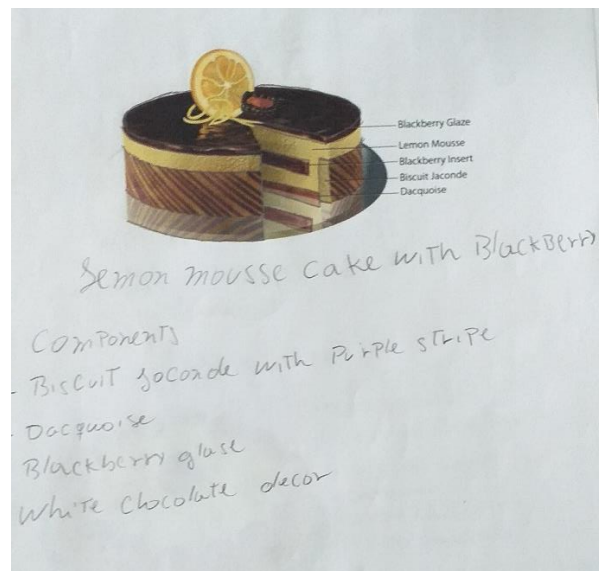 Blackberry Glaze
Lemon Mousse
Blackberry Insert
Biscuit Jaconde
Dacquoise
Lemon mousse cake with BlackBerry
Components
- Biscuit Joconde with Purple stripe
- Dacquoise
Blackberry glase
White Chocolate decor